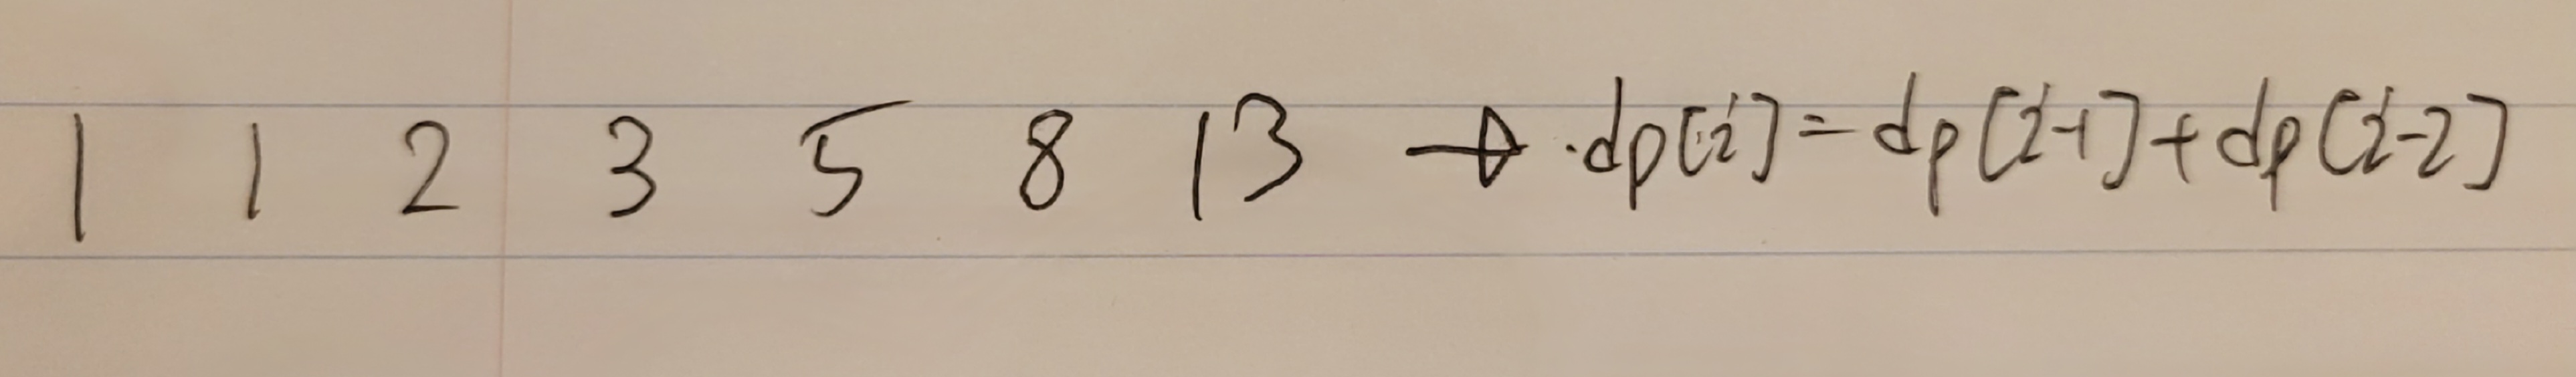 1 1 2 3 5 8 13 → dp[i] = dp[i-1] + dp[i-2]